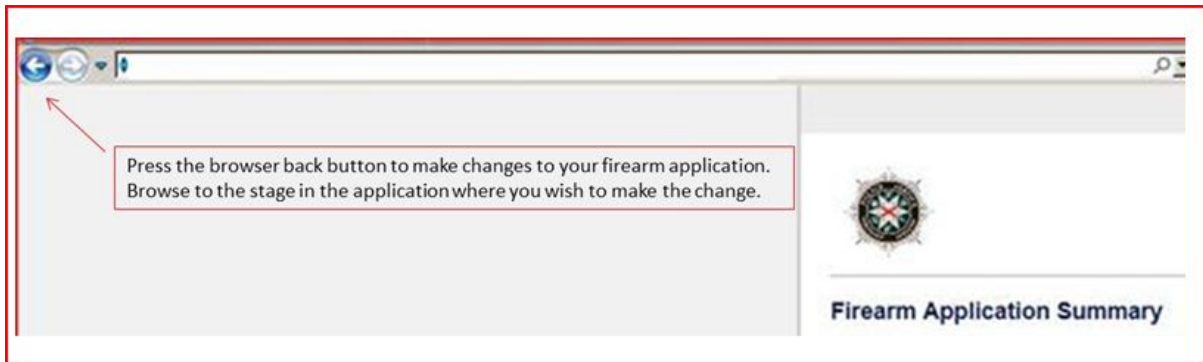 Press the browser back button to make changes to your firearm application.
Browse to the stage in the application where you wish to make the change.
Firearm Application Summary